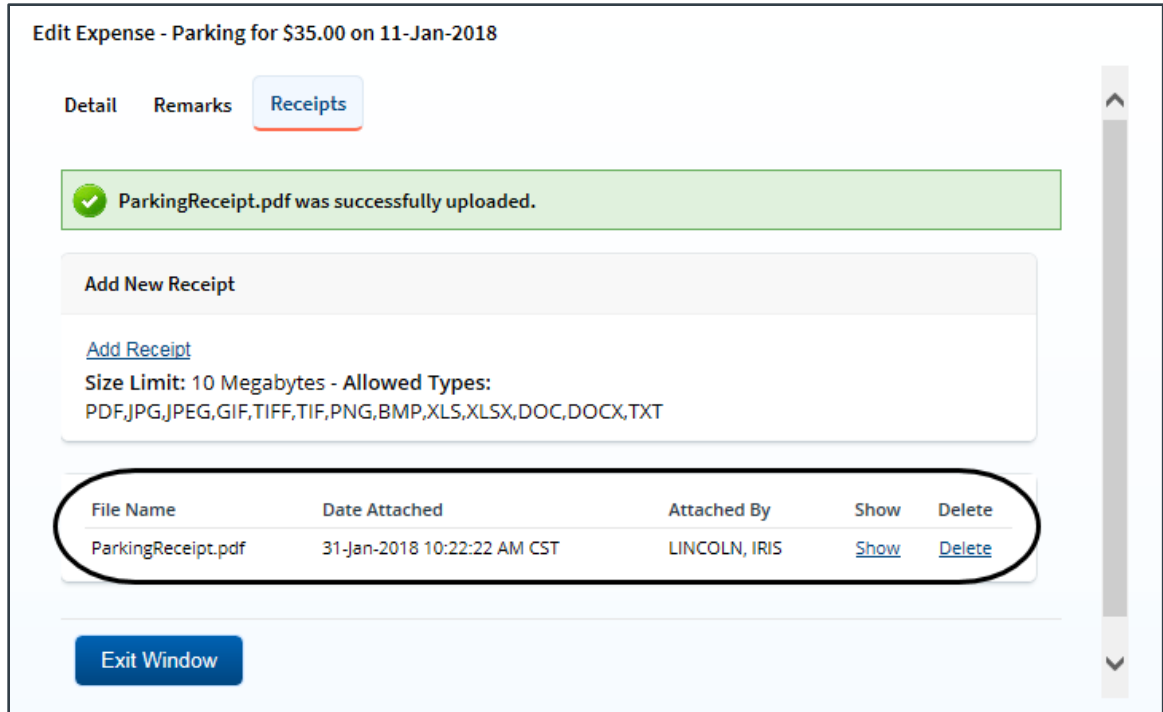 Edit Expense - Parking for $35.00 on 11-Jan-2018
Detail Remarks Receipts
ParkingReceipt.pdf was successfully uploaded.
Add New Receipt
Add Receipt
Size Limit: 10 Megabytes - Allowed Types:
PDF,JPG,JPEG,GIF,TIFF,TIF,PNG,BMP,XLS,XLSX,DOC,DOCX,TXT
File Name Date Attached Attached By Show Delete
ParkingReceipt.pdf 31-Jan-2018 10:22:22 AM CST LINCOLN, IRIS Show Delete
Exit Window